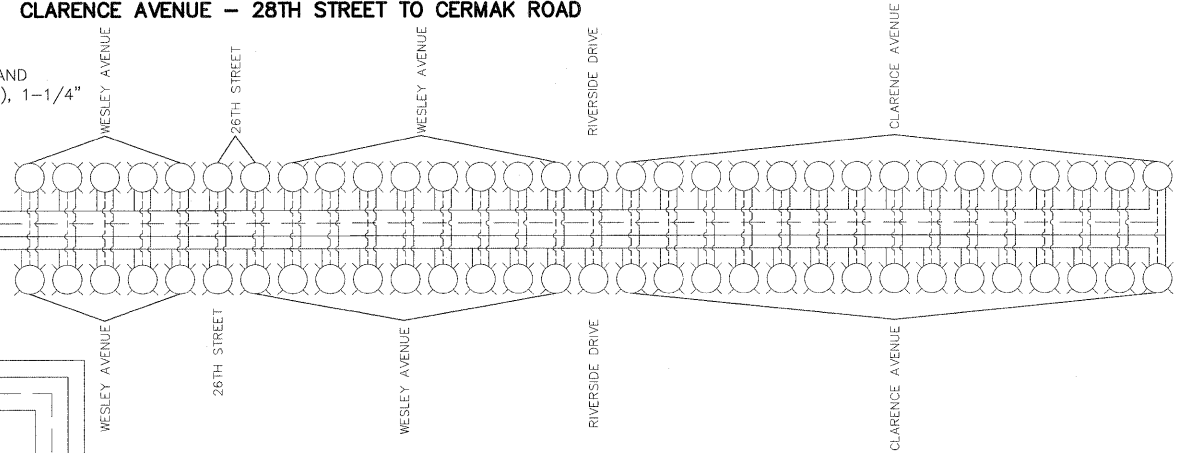 CLARENCE AVENUE – 28TH STREET TO CERMAK ROAD
AND
), 1-1/4"
WESLEY AVENUE
26TH STREET
WESLEY AVENUE
RIVERSIDE DRIVE
CLARENCE AVENUE
WESLEY AVENUE
26TH STREET
WESLEY AVENUE
RIVERSIDE DRIVE
CLARENCE AVENUE